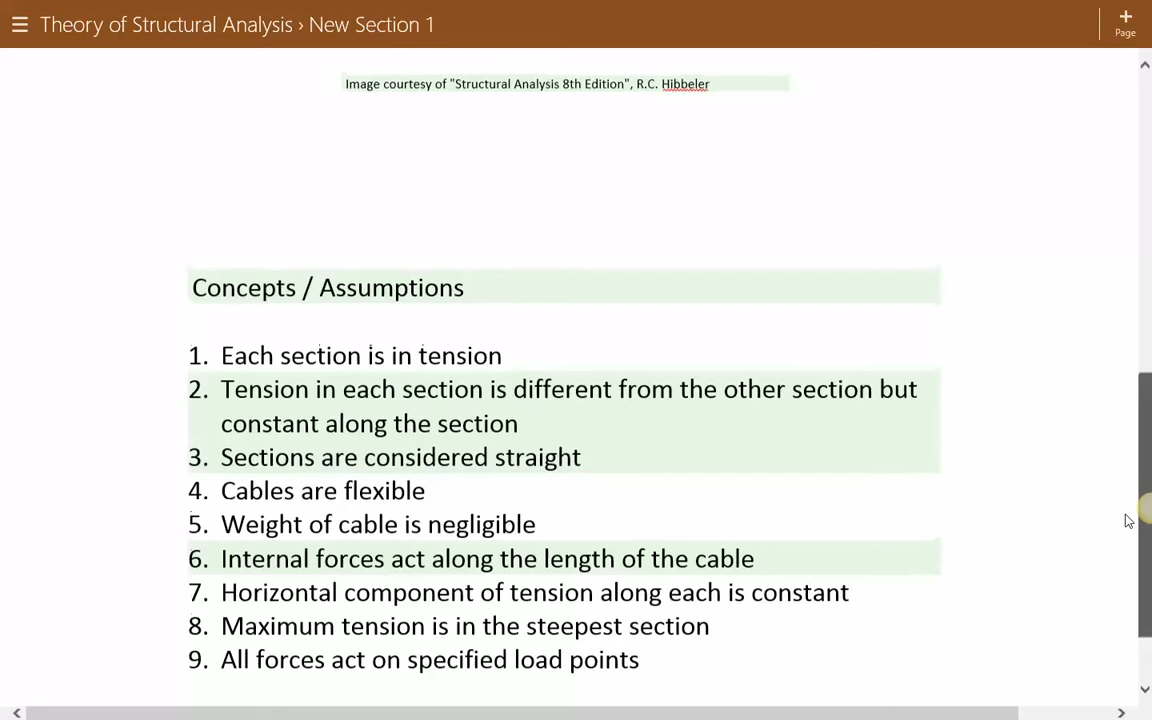 Theory of Structural Analysis › New Section 1
Page
Image courtesy of "Structural Analysis 8th Edition", R.C. Hibbeler
Concepts / Assumptions
1. Each section is in tension
2. Tension in each section is different from the other section but
constant along the section
3. Sections are considered straight
4. Cables are flexible
5. Weight of cable is negligible
6. Internal forces act along the length of the cable
7. Horizontal component of tension along each is constant
8. Maximum tension is in the steepest section
9. All forces act on specified load points